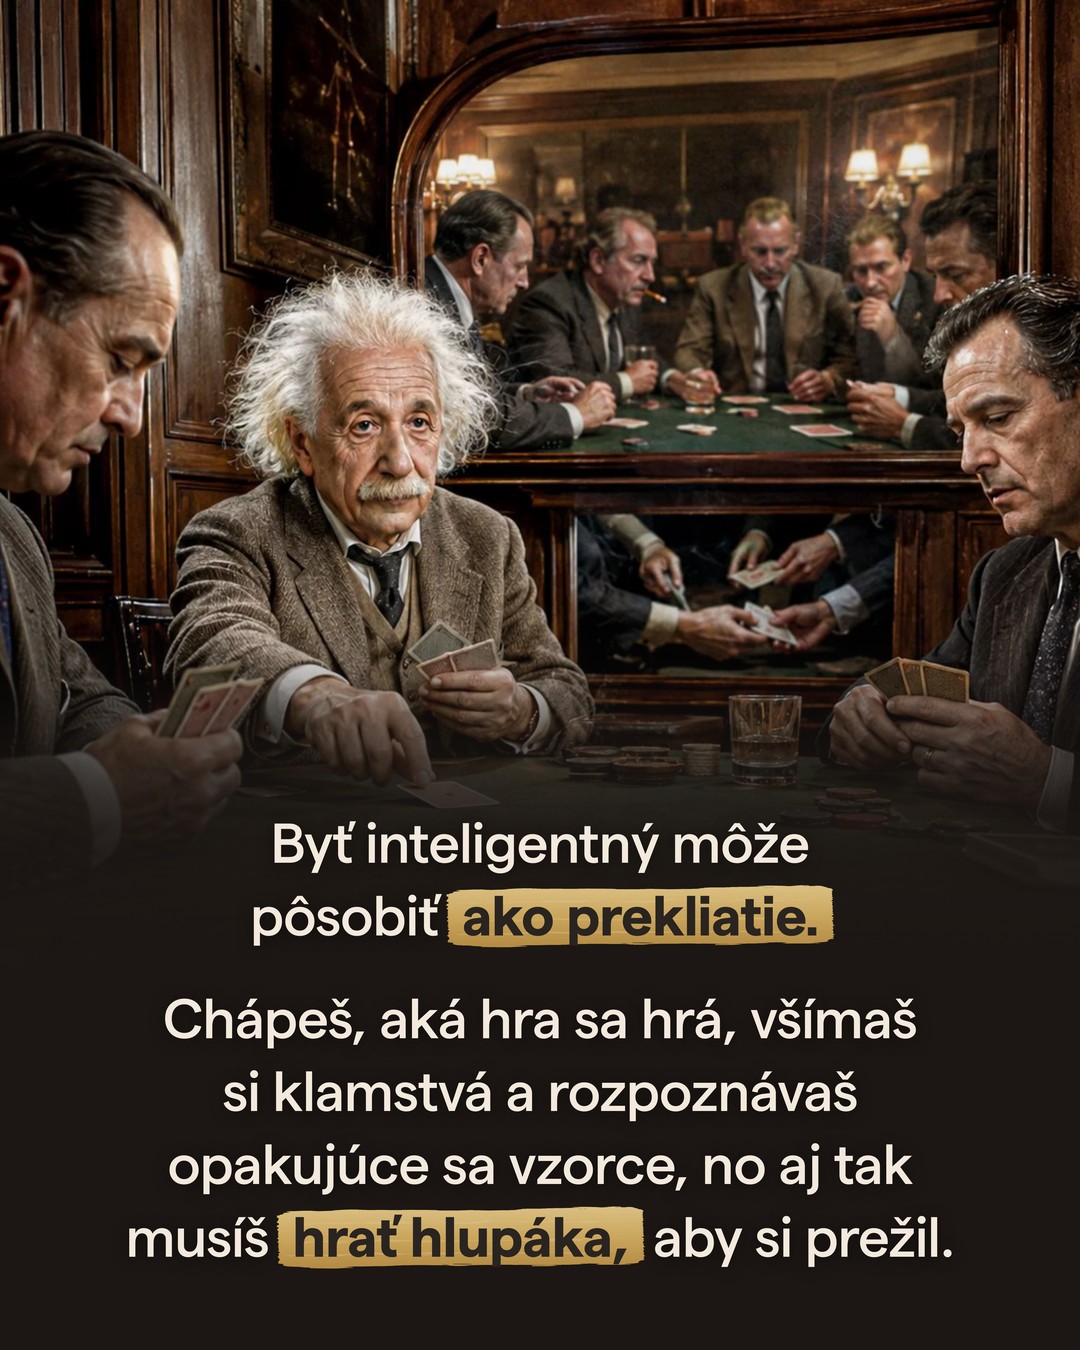 Byť inteligentný môže
pôsobiť ako prekliatie.
Chápeš, aká hra sa hrá, všímaš
si klamstvá a rozpoznávaš
opakujúce sa vzorce, no aj tak
musíš hrať hlupáka, aby si prežil.